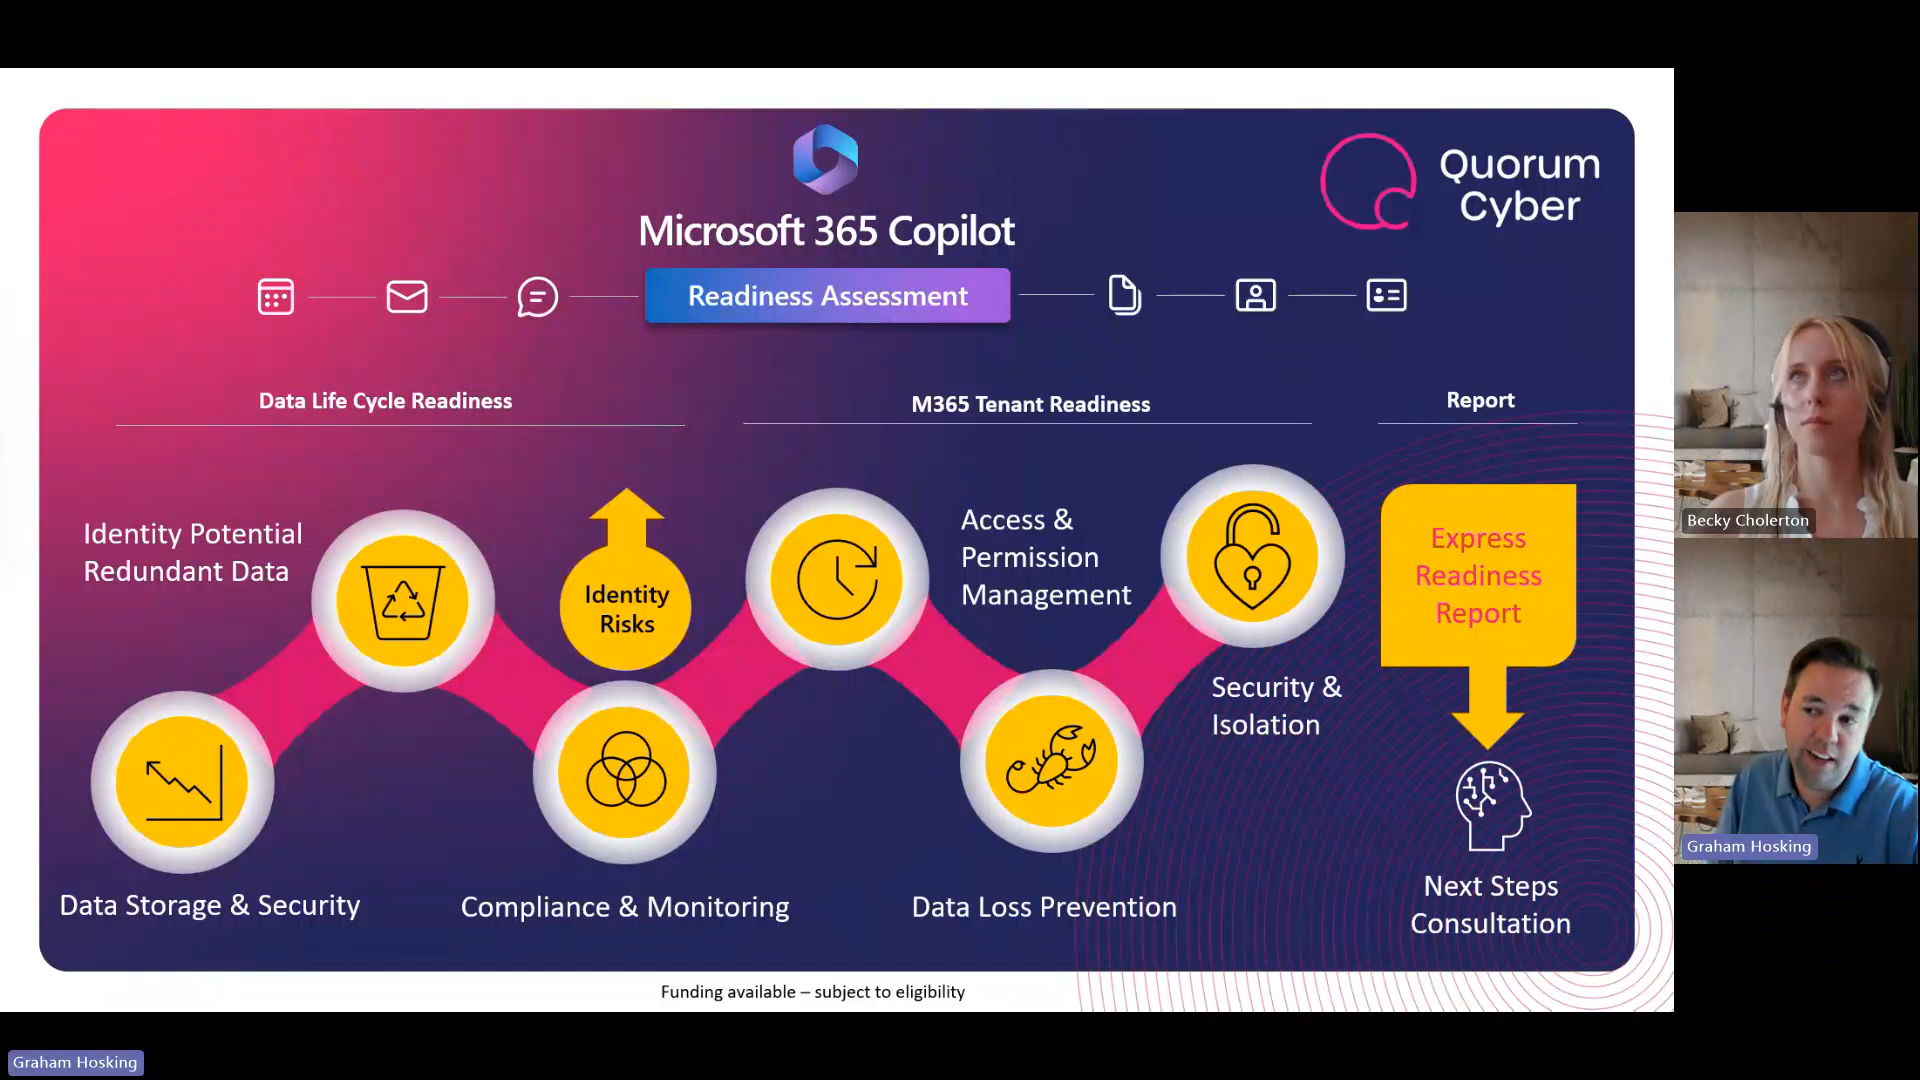 Quorum
Cyber
Microsoft 365 Copilot
Readiness Assessment
Data Life Cycle Readiness
M365 Tenant Readiness
Report
Identity Potential
Redundant Data
Identity
Risks
Access &
Permission
Management
Express
Readiness
Report
Security &
Isolation
Data Storage & Security
Compliance & Monitoring
Data Loss Prevention
Next Steps
Consultation
Funding available – subject to eligibility
Becky Cholerton
Graham Hosking
Graham Hosking